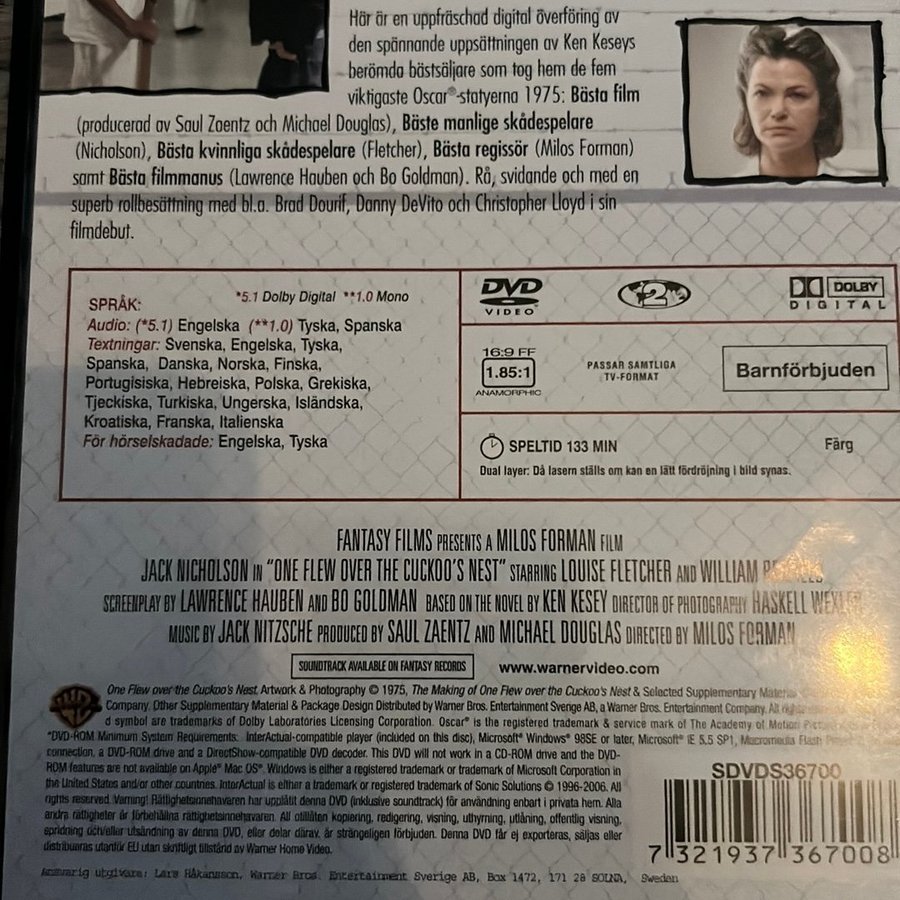 Här är en uppfräschad digital överföring av
den spännande uppsättningen av Ken Keseys
berömda bästsäljare som tog hem de fem
viktigaste Oscar®-statyerna 1975: Bästa film
(producerad av Saul Zaentz och Michael Douglas), Bäste manlige skådespelare
(Nicholson), Bästa kvinnliga skådespelare (Fletcher), Bästa regissör (Milos Forman)
samt Bästa filmmanus (Lawrence Hauben och Bo Goldman). Rå, svidande och med en
superb rollbesättning med bl.a. Brad Dourif, Danny DeVito och Christopher Lloyd i sin
filmdebut.
SPRÅK: *5.1 Dolby Digital **1.0 Mono
Audio: (*5.1) Engelska (**1.0) Tyska, Spanska
Textningar: Svenska, Engelska, Tyska,
Spanska, Danska, Norska, Finska,
Portugisiska, Hebreiska, Polska, Grekiska,
Tjeckiska, Turkiska, Ungerska, Isländska,
Kroatiska, Franska, Italienska
För hörselskadade: Engelska, Tyska
DVD
VIDEO
2
DOLBY
DIGITAL
16:9 FF
1.85:1
ANAMORPHIC
PASSAR SAMTLIGA
TV-FORMAT
Barnförbjuden
SPELTID 133 MIN
Färg
Dual layer: Då lasern ställs om kan en lätt fördröjning i bild synas.
FANTASY FILMS PRESENTS A MILOS FORMAN FILM
JACK NICHOLSON IN "ONE FLEW OVER THE CUCKOO'S NEST" STARRING LOUISE FLETCHER AND WILLIAM
SCREENPLAY BY LAWRENCE HAUBEN AND BO GOLDMAN BASED ON THE NOVEL BY KEN KESEY DIRECTOR OF PHOTOGRAPHY HASKELL WEXLER
MUSIC BY JACK NITZSCHE PRODUCED BY SAUL ZAENTZ AND MICHAEL DOUGLAS DIRECTED BY MILOS FORMAN
SOUNDTRACK AVAILABLE ON FANTASY RECORDS
www.warnervideo.com
One Flew over the Cuckoo's Nest Artwork & Photography © 1975, The Making of One Flew over the Cuckoo's Nest & Selected Supplementary Material
Company. Other Supplementary Material & Package Design Distributed by Warner Bros. Entertainment Sverige AB, a Warner Bros. Entertainment Company. All rights
d symbol are trademarks of Dolby Laboratories Licensing Corporation. Oscar® is the registered trademark & service mark of The Academy of Motion
*DVD-ROM Minimum System Requirements: InterActual-compatible player (included on this disc), Microsoft® Windows® 98SE or later, Microsoft® IE 5.5 SP1, Macromedia Flash
connection, a DVD-ROM drive and a DirectShow-compatible DVD decoder. This DVD will not work in a CD-ROM drive and the DVD-
ROM features are not available on Apple® Mac OS®. Windows is either a registered trademark or trademark of Microsoft Corporation in
the United States and/or other countries. InterActual is either a trademark or registered trademark of Sonic Solutions © 1996-2006. All
rights reserved. Varning! Rättighetsinnehavaren har upplåtit denna DVD (inklusive soundtrack) för användning enbart i privata hem. Alla
andra rättigheter är förbehållna rättighetsinnehavaren. All otillåten kopiering, redigering, visning, uthyrning, utlåning, offentlig visning,
spridning och/eller utsändning av denna DVD, eller delar därav, är strängeligen förbjuden. Denna DVD får ej exporteras, säljas eller
distribueras utanför EU utan skriftligt tillstånd av Warner Home Video.
SDVDS36700
7 321937 367008
Ansvarig utgivare: Lars Håkansson, Warner Bros. Entertainment Sverige AB, Box 1472, 171 28 SOLNA, Sweden